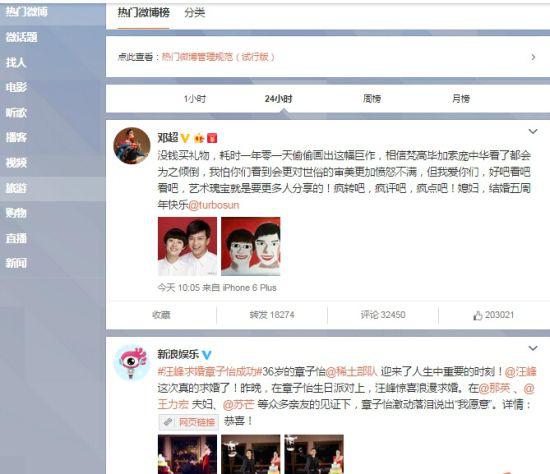 热门微博
微话题
找人
电影
听歌
播客
视频
旅游
购物
直播
新闻
热门微博榜 分类
点此查看：热门微博管理规范（试行版）
1小时 24小时 周榜 月榜
邓超
没钱买礼物，耗时一年零一天偷偷画出这幅巨作，相信梵高毕加索庞中华看了都会
为之倾倒，我怕你们看到会更对世俗的审美更加愤怒不满，但我爱你们，好吧看吧
看吧，艺术瑰宝就是要更多人分享的！疯转吧，疯评吧，疯点吧！媳妇，结婚五周
年快乐@turbosun
今天 10:05 来自 iPhone 6 Plus
收藏 转发 18274 评论 32450 203021
新浪娱乐
#汪峰求婚章子怡成功#36岁的章子怡@稀土部队 迎来了人生中重要的时刻！@汪峰
这次真的求婚了！昨晚，在章子怡生日派对上，汪峰惊喜浪漫求婚。在@那英 、@
王力宏 夫妇、@苏芒 等众多亲友的见证下，章子怡激动落泪说出“我愿意”。详情：
网页链接 恭喜！